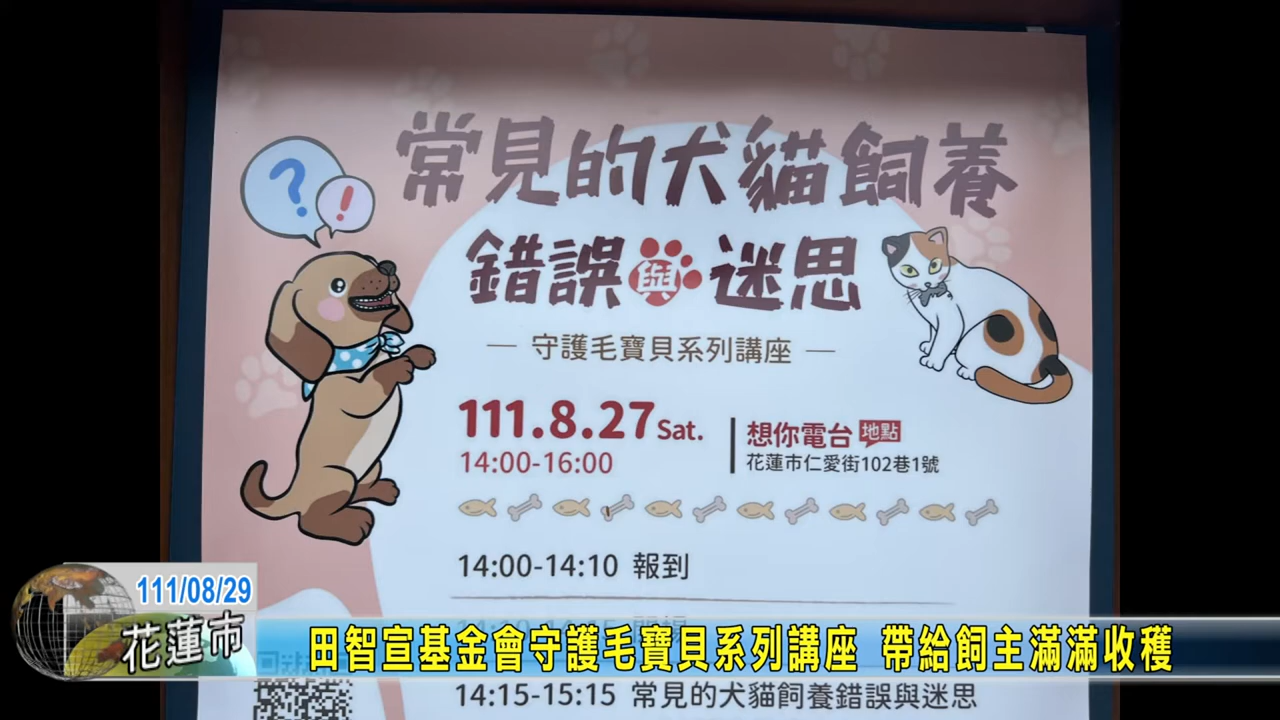 常見的犬貓飼養
?
!
錯誤與迷思
守護毛寶貝系列講座
111.8.27 Sat.
14:00-16:00
想你電台 地點
花蓮市仁愛街102巷1號
14:00-14:10 報到
111/08/29
花蓮市
田智宣基金會守護毛寶貝系列講座 帶給飼主滿滿收穫
14:15-15:15 常見的犬貓飼養錯誤與迷思